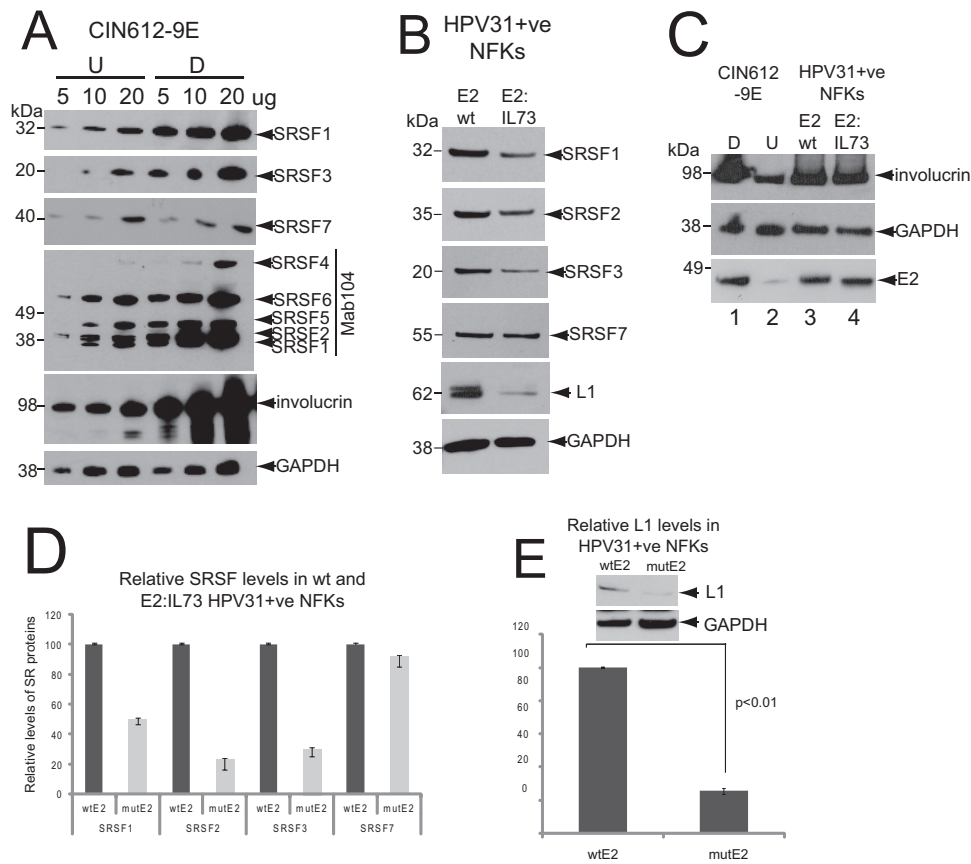 A
CIN612-9E
U D
kDa 5 10 20 5 10 20 ug
32 SRSF1
20 SRSF3
40 SRSF7
SRSF4
SRSF6
49 SRSF5
SRSF2
38 SRSF1
Mab104
98 involucrin
38 GAPDH
B
HPV31+ve
NFKs
E2 E2:
kDa wt IL73
32 SRSF1
35 SRSF2
20 SRSF3
55 SRSF7
62 L1
38 GAPDH
C
CIN612 HPV31+ve
-9E NFKs
E2 E2:
kDa D U wt IL73
98 involucrin
38 GAPDH
49 E2
1 2 3 4
D
Relative SRSF levels in wt and
E2:IL73 HPV31+ve NFKs
Relative levels of SR proteins
120
100
80
60
40
20
0
wtE2 mutE2 wtE2 mutE2 wtE2 mutE2 wtE2 mutE2
SRSF1 SRSF2 SRSF3 SRSF7
E
Relative L1 levels in
HPV31+ve NFKs
wtE2 mutE2
L1
GAPDH
120
100
80
60
40
20
0
p<0.01
wtE2 mutE2